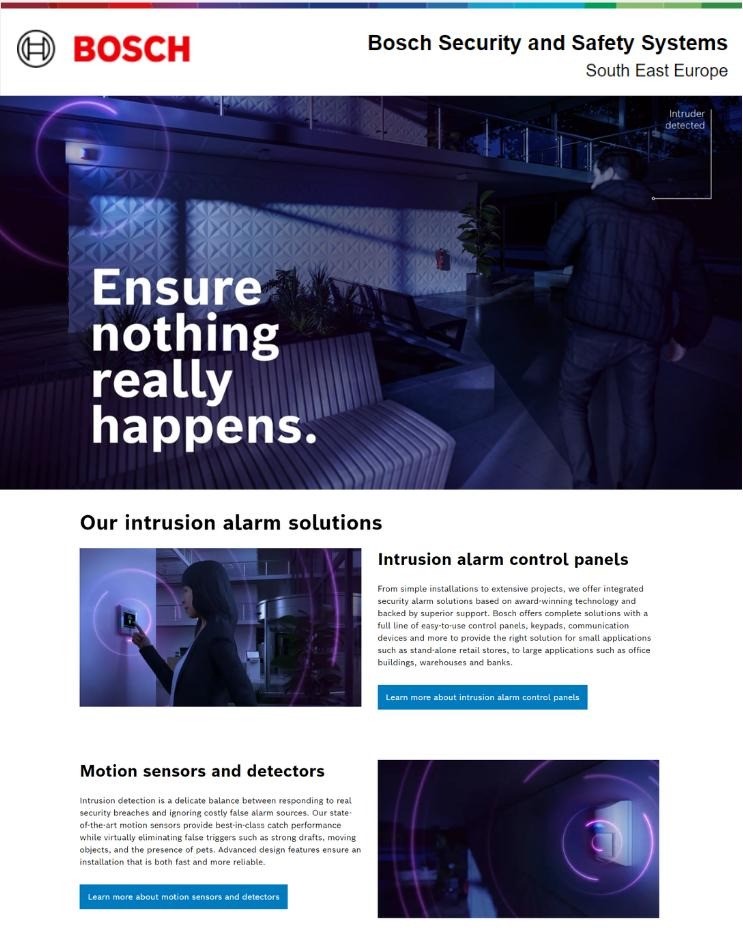 BOSCH
Bosch Security and Safety Systems
South East Europe
Intruder
detected
Ensure
nothing
really
happens.
Our intrusion alarm solutions
Intrusion alarm control panels
From simple installations to extensive projects, we offer integrated
security alarm solutions based on award-winning technology and
backed by superior support. Bosch offers complete solutions with a
full line of easy-to-use control panels, keypads, communication
devices and more to provide the right solution for small applications
such as stand-alone retail stores, to large applications such as office
buildings, warehouses and banks.
Learn more about intrusion alarm control panels
Motion sensors and detectors
Intrusion detection is a delicate balance between responding to real
security breaches and ignoring costly false alarm sources. Our state-
of-the-art motion sensors provide best-in-class catch performance
while virtually eliminating false triggers such as strong drafts, moving
objects, and the presence of pets. Advanced design features ensure an
installation that is both fast and more reliable.
Learn more about motion sensors and detectors